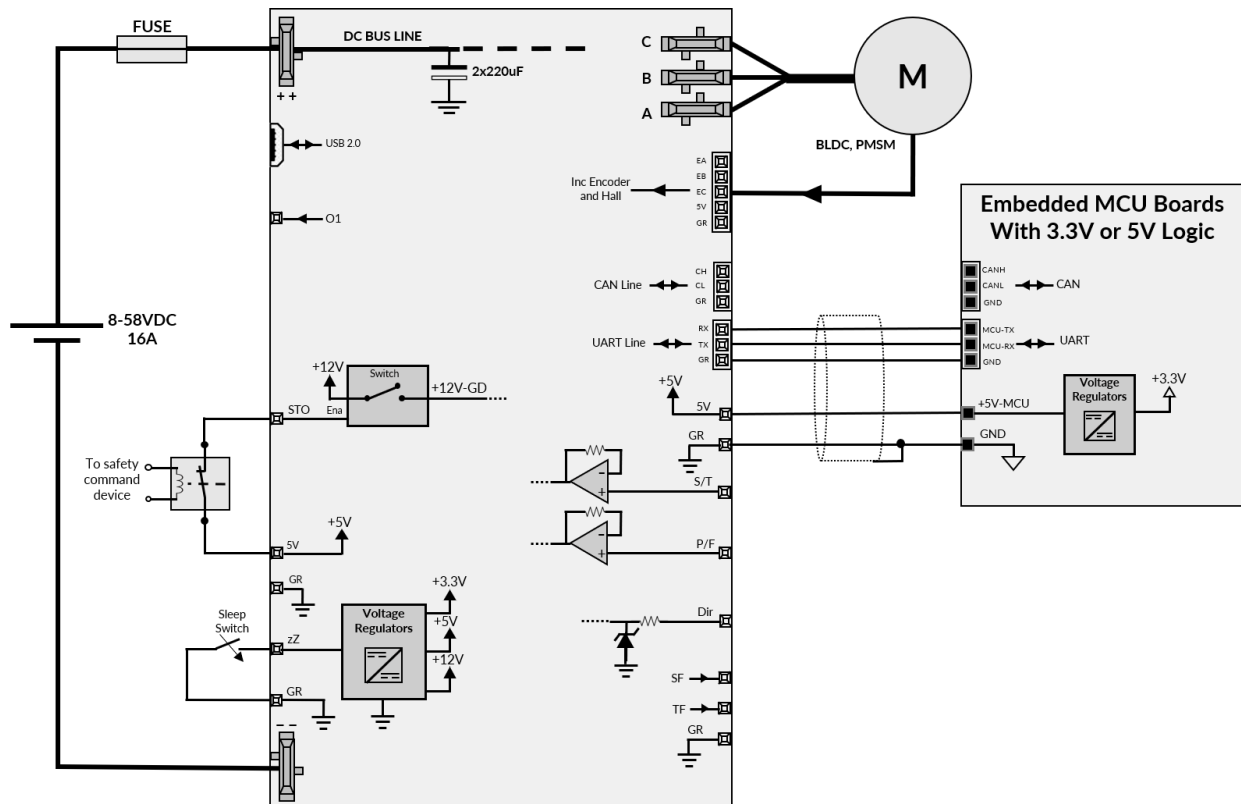 FUSE
DC BUS LINE
2x220uF
++
USB 2.0
O1
8-58VDC
16A
+12V
Switch
+12V-GD
STO
Ena
To safety
command
device
+5V
5V
GR
Sleep
Switch
zZ
Voltage
Regulators
+3.3V
+5V
+12V
GR
--
C
B
A
M
BLDC, PMSM
EA
EB
EC
5V
GR
Inc Encoder
and Hall
CH
CL
GR
CAN Line
RX
TX
GR
UART Line
+5V
5V
GR
S/T
-
+
P/F
-
+
Dir
SF
TF
GR
Embedded MCU Boards
With 3.3V or 5V Logic
CANH
CANL
GND
CAN
MCU-TX
MCU-RX
GND
UART
+5V-MCU
Voltage
Regulators
+3.3V
GND